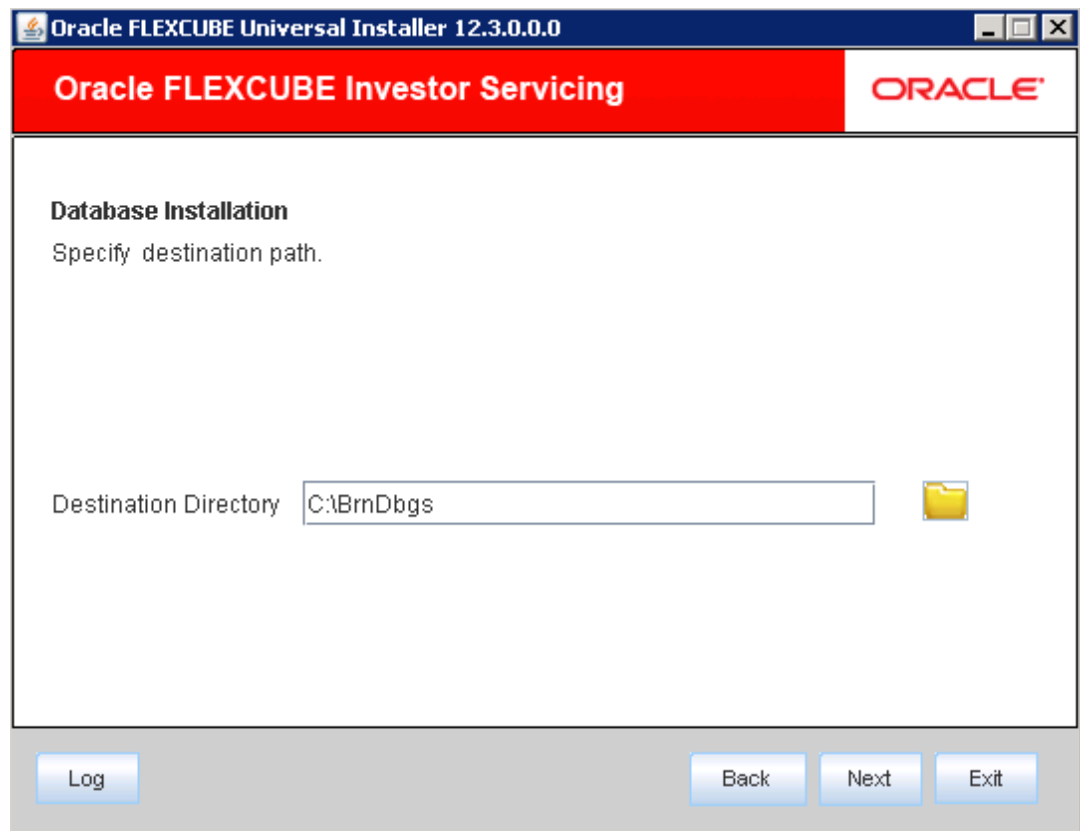 Oracle FLEXCUBE Universal Installer 12.3.0.0.0
Oracle FLEXCUBE Investor Servicing
ORACLE
Database Installation
Specify destination path.
Destination Directory C:\BrnDbgs
Log Back Next Exit